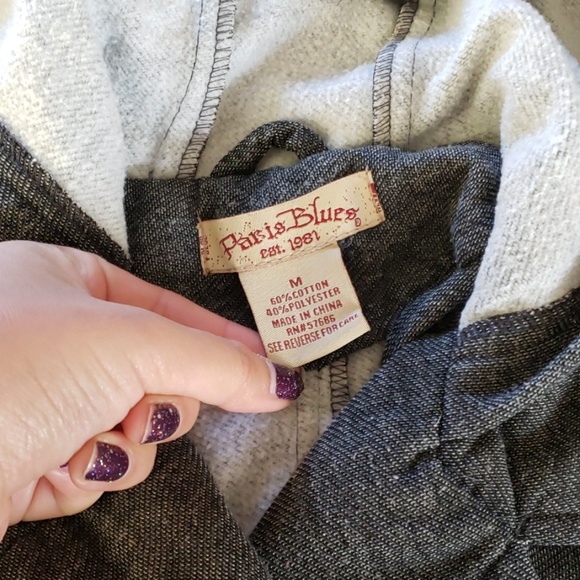 Paris Blues
EST. 1981
M
60% COTTON
40% POLYESTER
MADE IN CHINA
RN#57686
SEE REVERSE FOR CARE